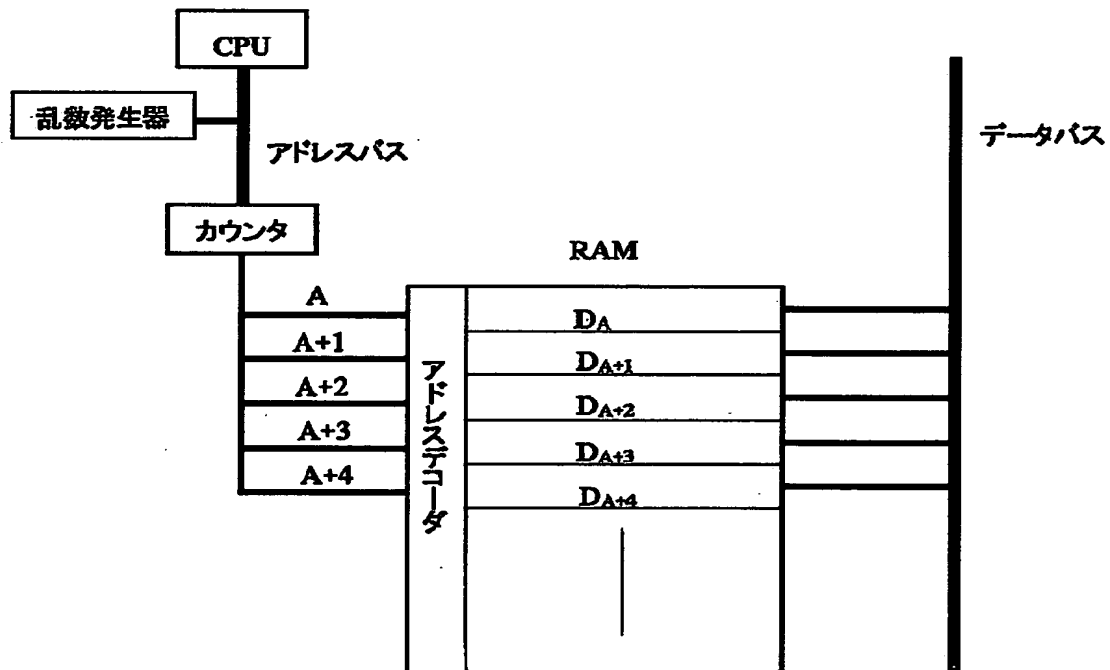 CPU
乱数発生器
アドレスバス
データバス
カウンタ
RAM
A
A+1
A+2
A+3
A+4
アドレスデコーダ
DA
DA+1
DA+2
DA+3
DA+4